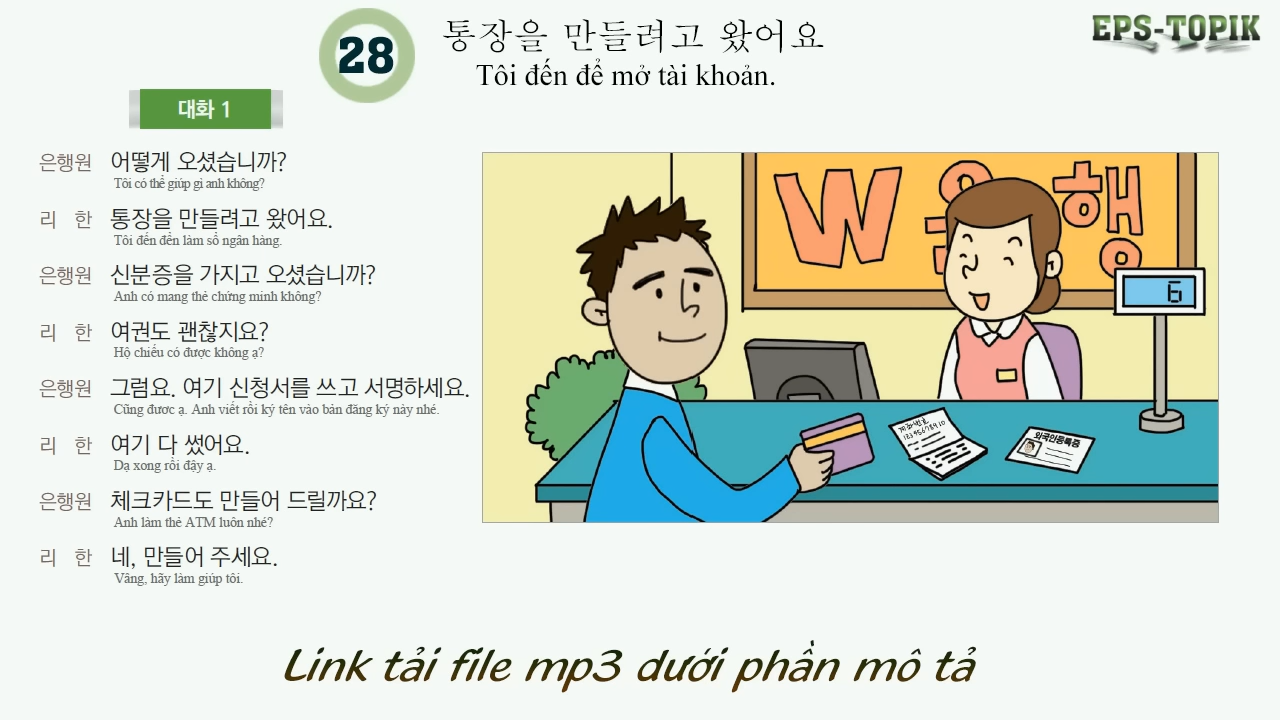 28
통장을 만들려고 왔어요
Tôi đến để mở tài khoản.
EPS-TOPIK
대화 1
은행원 어떻게 오셨습니까?
Tôi có thể giúp gì anh không?
리 한 통장을 만들려고 왔어요.
Tôi đến đển làm sổ ngân hàng.
은행원 신분증을 가지고 오셨습니까?
Anh có mang thẻ chứng minh không?
리 한 여권도 괜찮지요?
Hộ chiếu có được không ạ?
은행원 그럼요. 여기 신청서를 쓰고 서명하세요.
Cũng đươc ạ. Anh viết rồi ký tên vào bản đăng ký này nhé.
리 한 여기 다 썼어요.
Dạ xong rồi đậy ạ.
은행원 체크카드도 만들어 드릴까요?
Anh làm thẻ ATM luôn nhé?
리 한 네, 만들어 주세요.
Vâng, hãy làm giúp tôi.
W 은행
6
계좌번호
12345678910
외국인등록증
Link tải file mp3 dưới phần mô tả